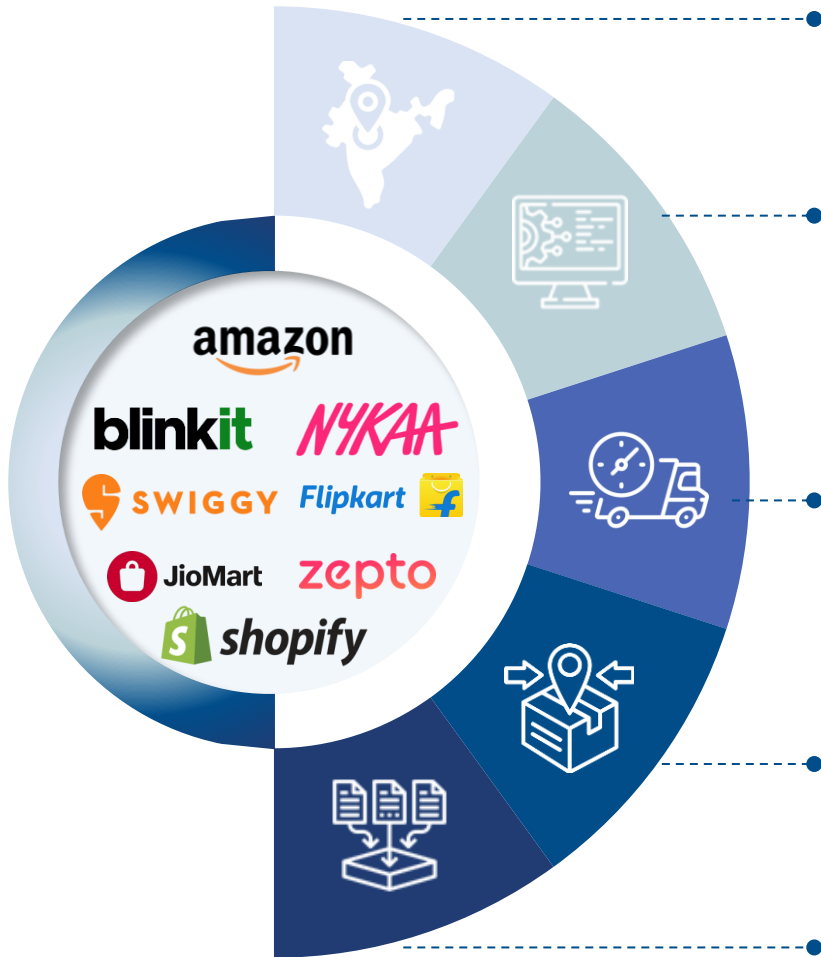 amazon
blinkit NYKAA
SWIGGY Flipkart f
JioMart zepto
S shopify